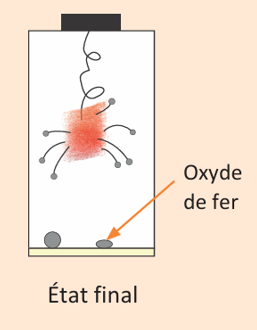 Oxyde
de fer
État final